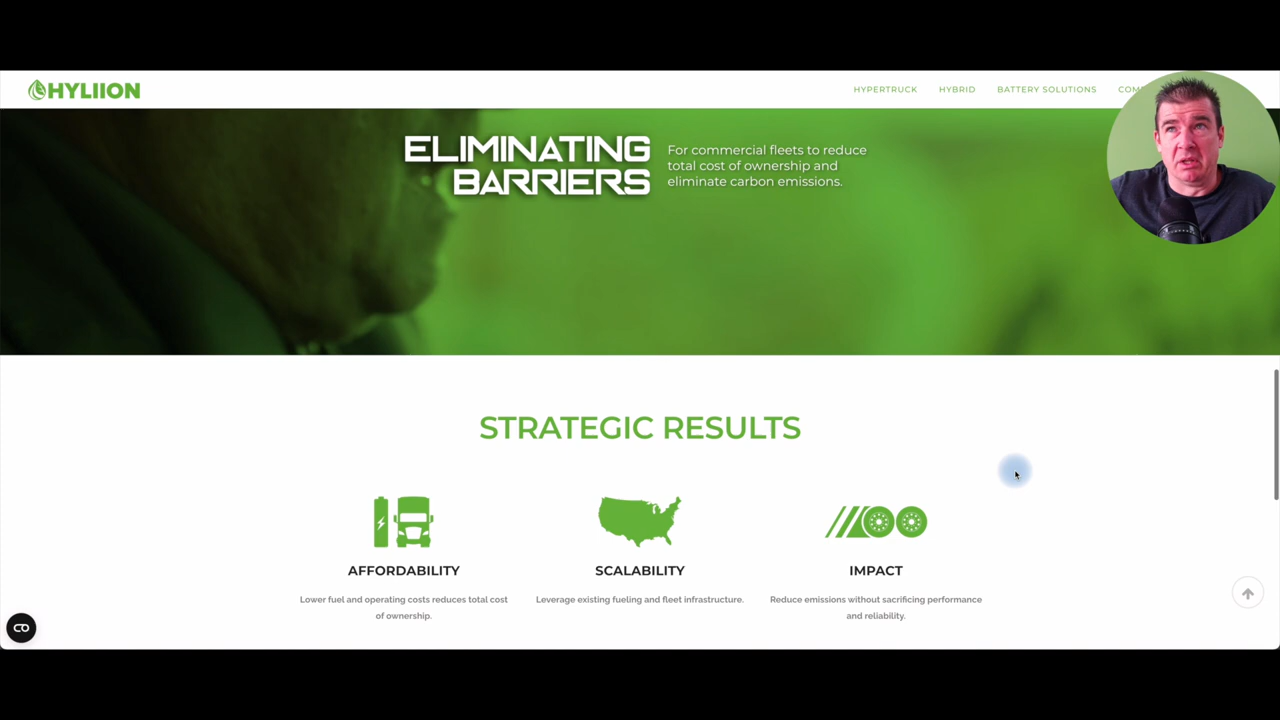 HYLIION
HYPERTRUCK HYBRID BATTERY SOLUTIONS
ELIMINATING
BARRIERS
For commercial fleets to reduce
total cost of ownership and
eliminate carbon emissions.
STRATEGIC RESULTS
AFFORDABILITY
Lower fuel and operating costs reduces total cost
of ownership.
SCALABILITY
Leverage existing fueling and fleet infrastructure.
IMPACT
Reduce emissions without sacrificing performance
and reliability.